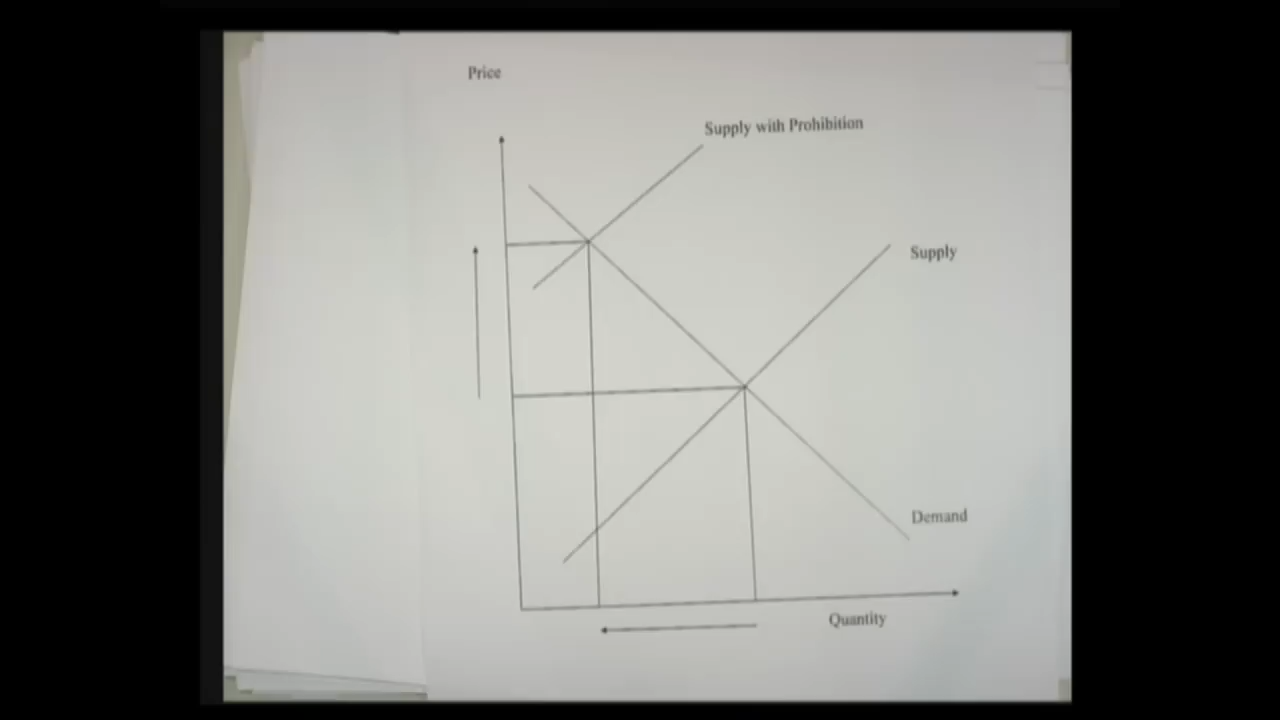 Price
Supply with Prohibition
Supply
Demand
Quantity